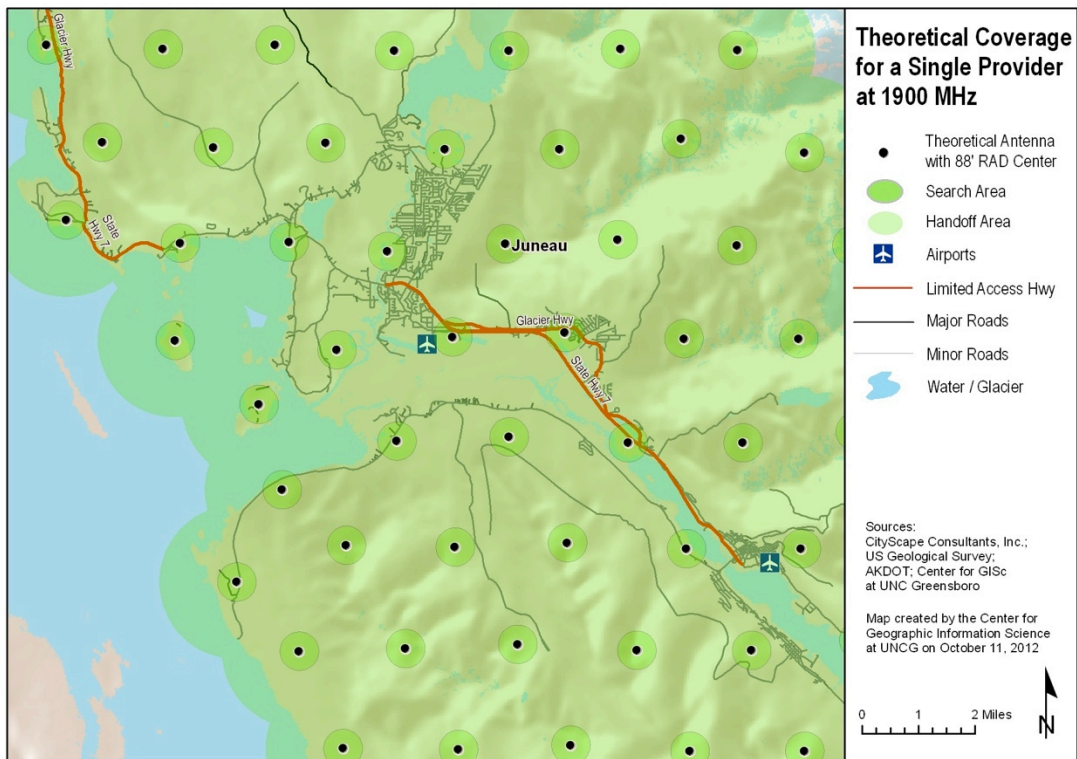 Glacier Hwy
State
Hwy 7
Juneau
Glacier Hwy
State Hwy 7
Theoretical Coverage
for a Single Provider
at 1900 MHz
Theoretical Antenna
with 88' RAD Center
Search Area
Handoff Area
Airports
Limited Access Hwy
Major Roads
Minor Roads
Water / Glacier
Sources:
CityScape Consultants, Inc.;
US Geological Survey;
AKDOT; Center for GISc
at UNC Greensboro
Map created by the Center for
Geographic Information Science
at UNCG on October 11, 2012
0 1 2 Miles
N